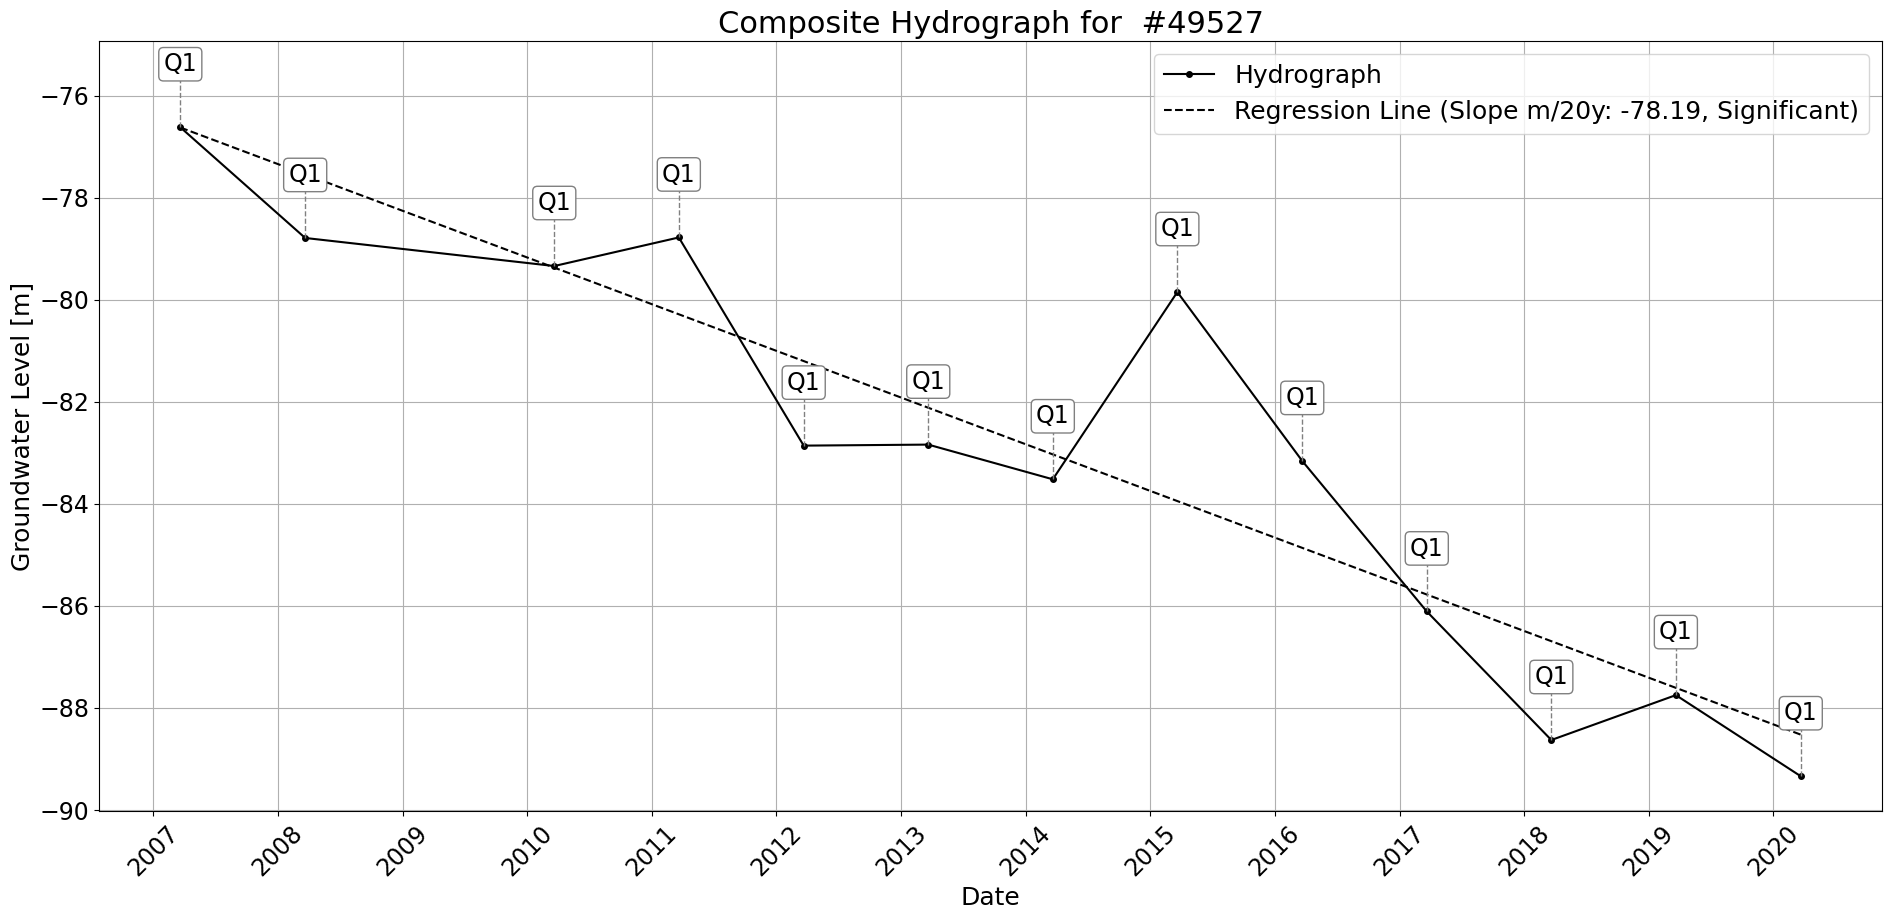 Composite Hydrograph for  #49527
Hydrograph
Regression Line (Slope m/20y: -78.19, Significant)
Groundwater Level [m]
−76
−78
−80
−82
−84
−86
−88
−90
Q1
Q1
Q1
Q1
Q1
Q1
Q1
Q1
Q1
Q1
Q1
Q1
Q1
2007
2008
2009
2010
2011
2012
2013
2014
2015
2016
2017
2018
2019
2020
Date